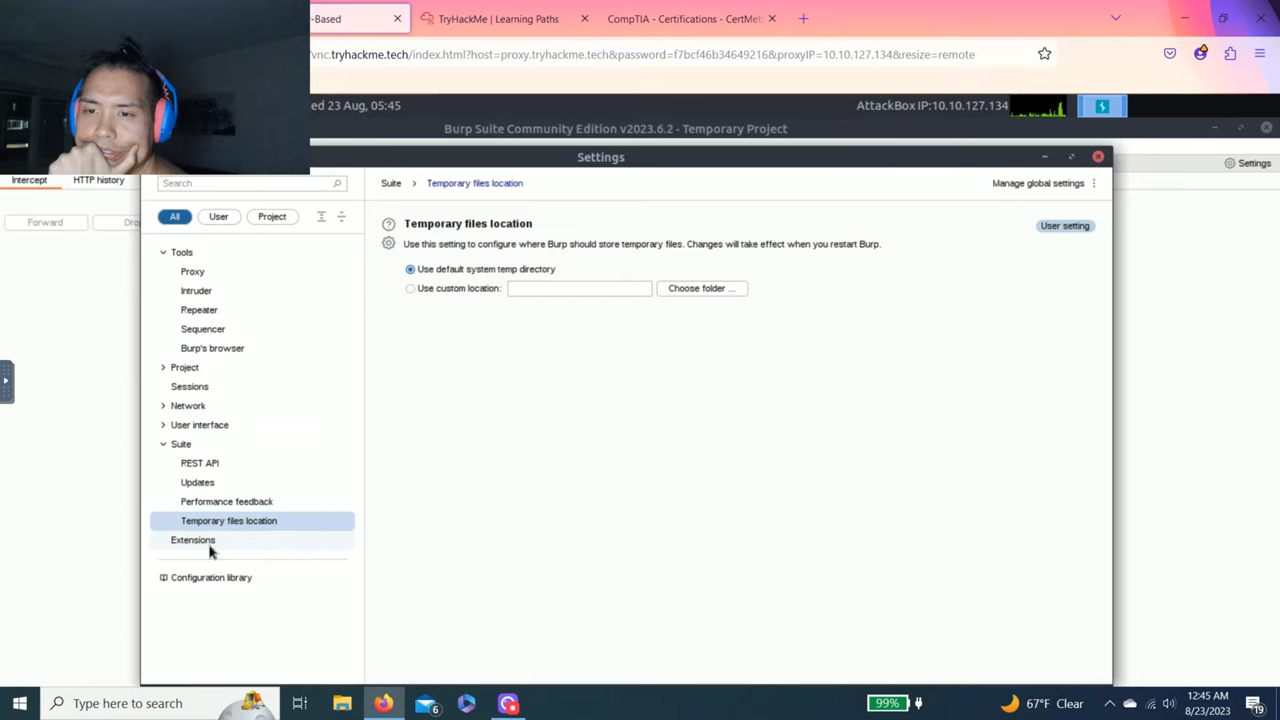 -Based
TryHackMe | Learning Paths
CompTIA - Certifications - CertMet
vnc.tryhackme.tech/index.html?host=proxy.tryhackme.tech&password=f7bcf46b34649216&proxyIP=10.10.127.134&resize=remote
ed 23 Aug, 05:45
AttackBox IP:10.10.127.134
Burp Suite Community Edition v2023.6.2 - Temporary Project
Settings
Settings
Intercept
HTTP history
Search
Suite > Temporary files location
Manage global settings
Forward
Dro
All
User
Project
Temporary files location
User setting
Use this setting to configure where Burp should store temporary files. Changes will take effect when you restart Burp.
Use default system temp directory
Use custom location:
Choose folder ...
Tools
Proxy
Intruder
Repeater
Sequencer
Burp's browser
Project
Sessions
Network
User interface
Suite
REST API
Updates
Performance feedback
Temporary files location
Extensions
Configuration library
Type here to search
6
99%
67°F Clear
12:45 AM
8/23/2023
19